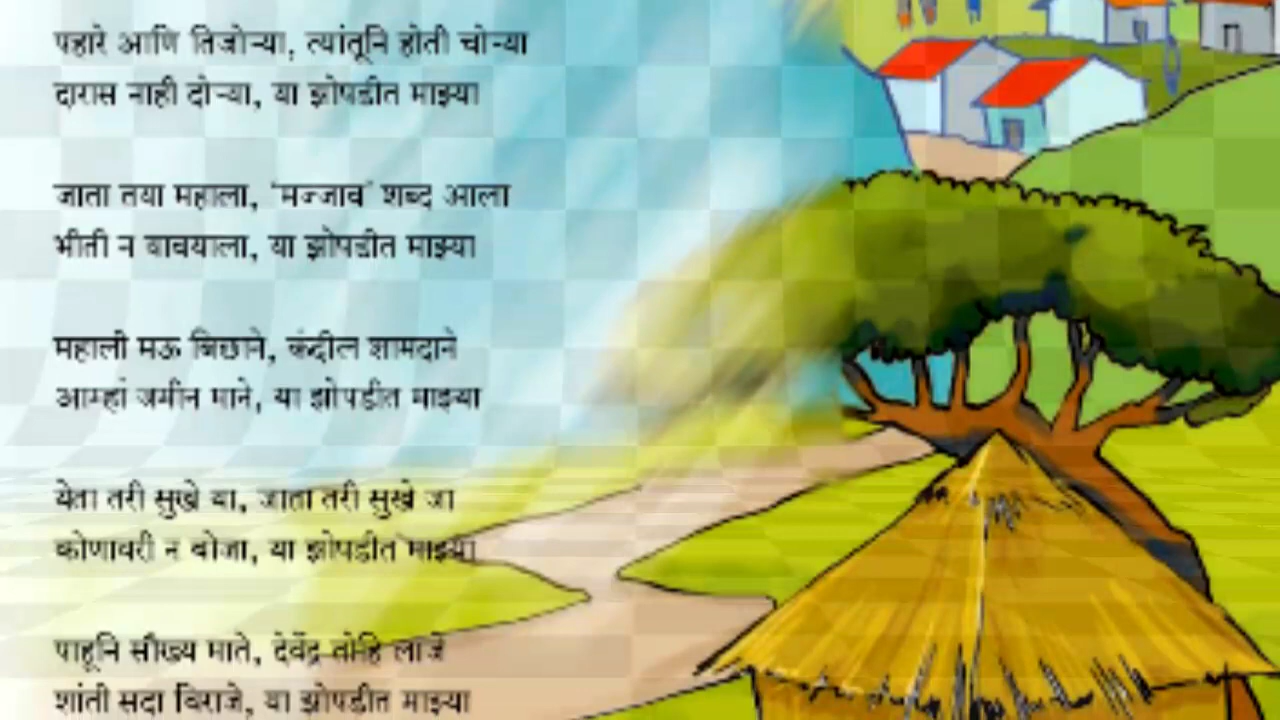 पहारे आणि तिजोऱ्या, त्यांतूनि होती चोऱ्या
दारास नाही दोऱ्या, या झोपडीत माझ्या
जाता तया महाला, 'मज्जाव' शब्द आला
भीती न यावयाला, या झोपडीत माझ्या
महाली मऊ बिछाने, कंदील शामदाने
आम्हां जमीन माने, या झोपडीत माझ्या
येता तरी सुखे या, जाता तरी सुखे जा
कोणावरी न बोजा, या झोपडीत माझ्या
पाहूनि सौख्य माते, देवेंद्र तोहि लाजे
शांती सदा विराजे, या झोपडीत माझ्या